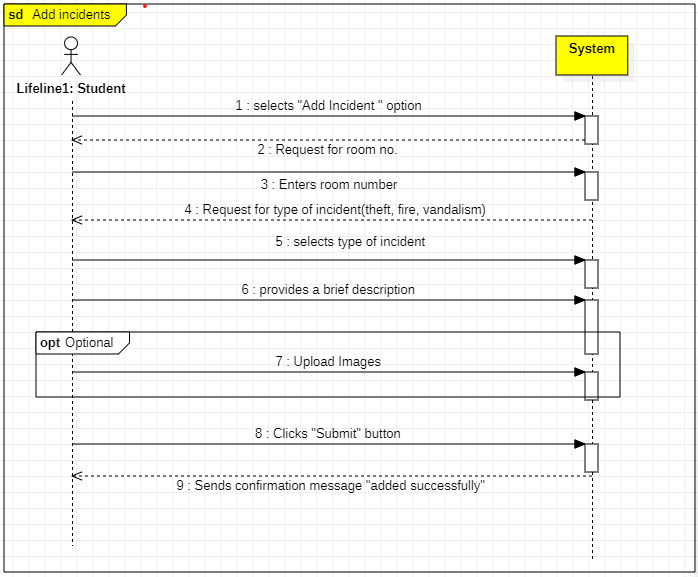 sd Add incidents
Lifeline1: Student
System
1 : selects "Add Incident " option
2 : Request for room no.
3 : Enters room number
4 : Request for type of incident(theft, fire, vandalism)
5 : selects type of incident
6 : provides a brief description
opt Optional
7 : Upload Images
8 : Clicks "Submit" button
9 : Sends confirmation message "added successfully"